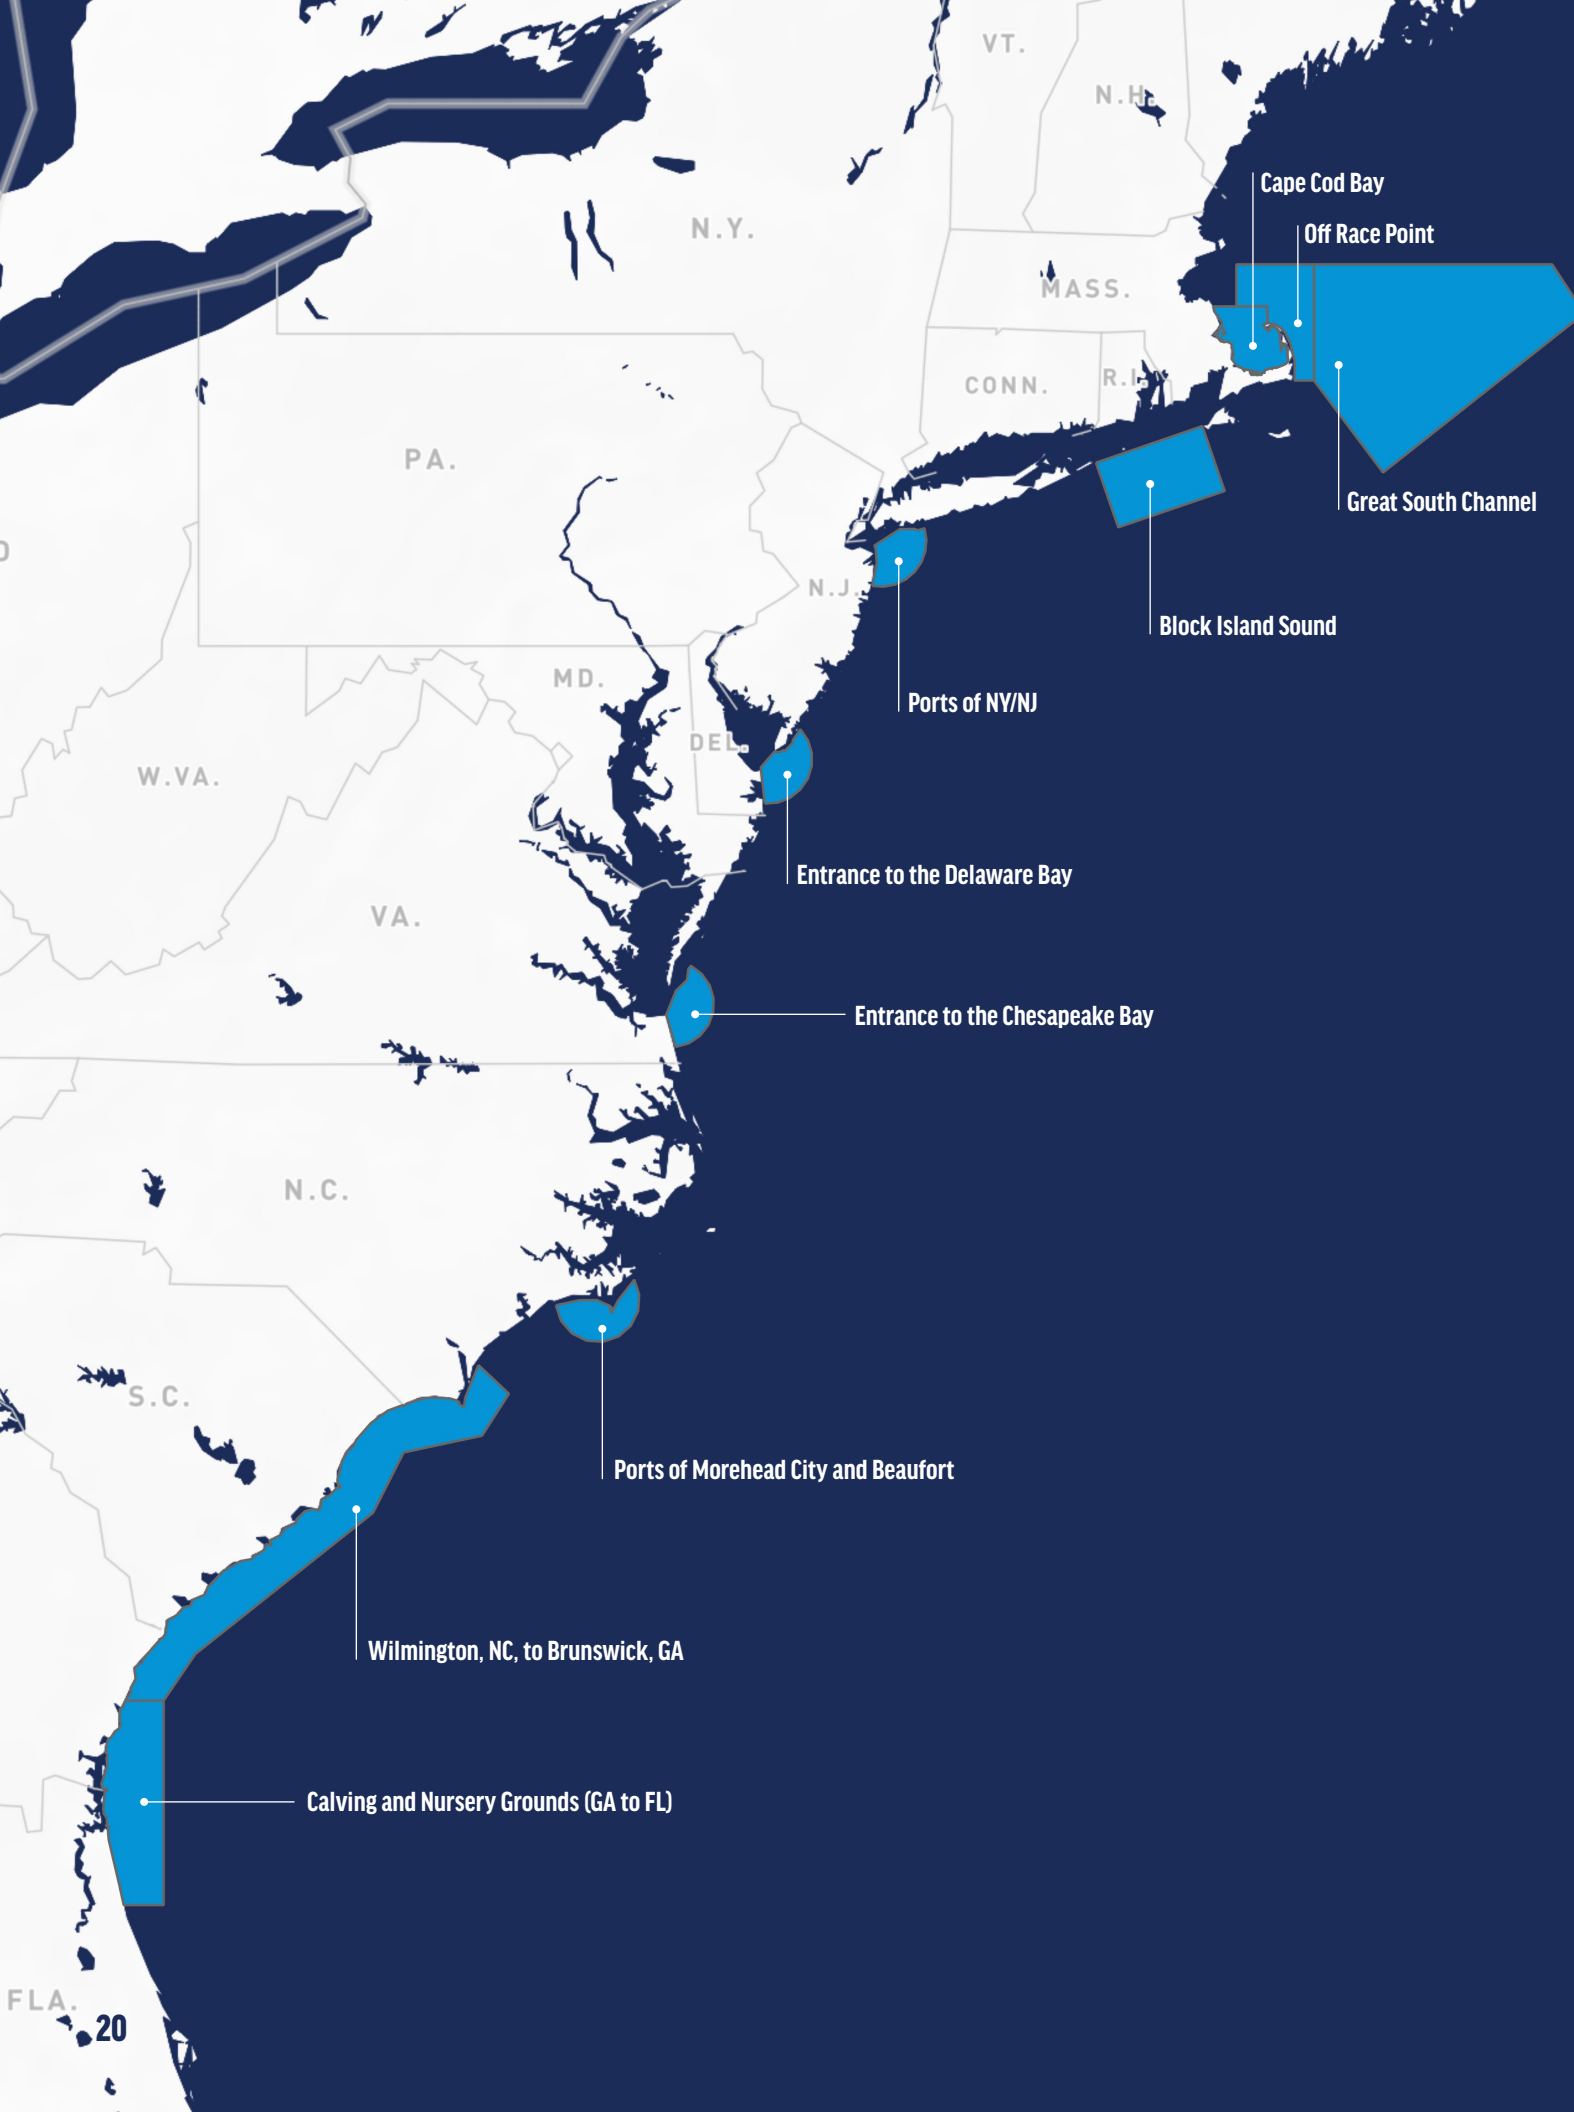 VT.
N.H.
Cape Cod Bay
N.Y.
Off Race Point
MASS.
CONN.
R.I.
PA.
Great South Channel
N.J.
Block Island Sound
MD.
Ports of NY/NJ
DEL.
W.VA.
Entrance to the Delaware Bay
VA.
Entrance to the Chesapeake Bay
N.C.
S.C.
Ports of Morehead City and Beaufort
Wilmington, NC, to Brunswick, GA
Calving and Nursery Grounds (GA to FL)
FLA.
20